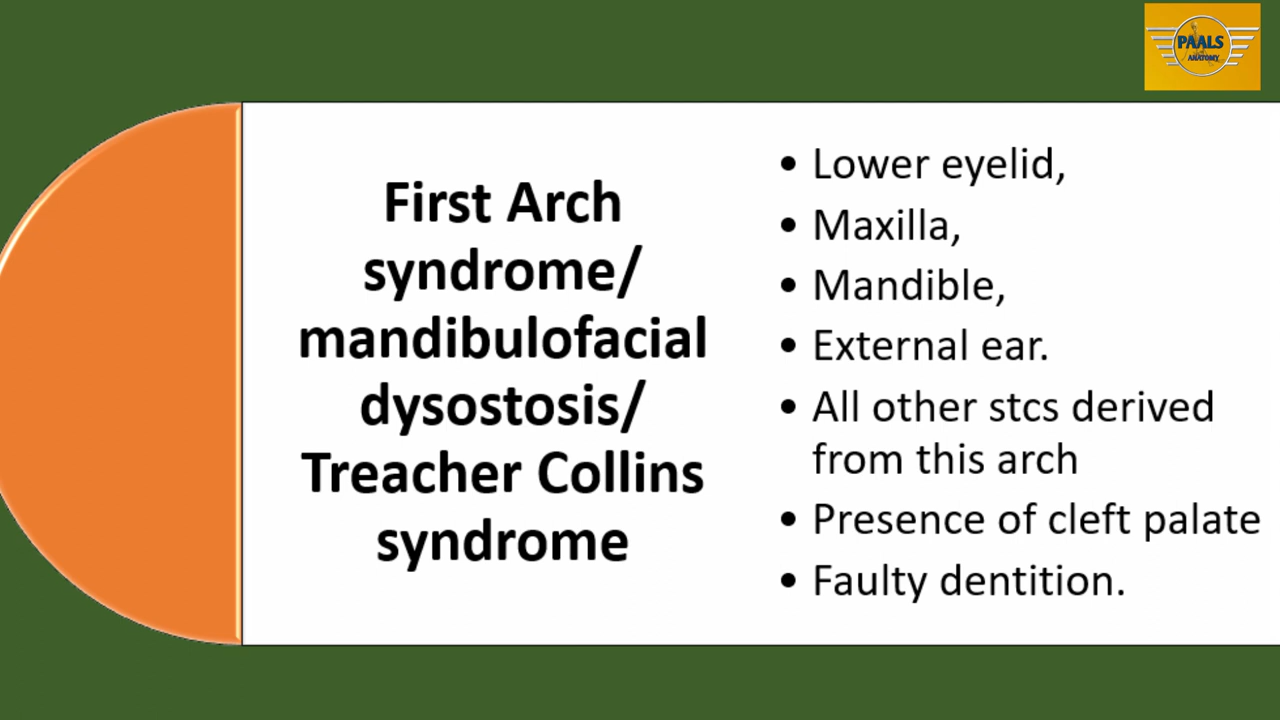 PAALS
ANATOMY
First Arch
syndrome/
mandibulofacial
dysostosis/
Treacher Collins
syndrome
• Lower eyelid,
• Maxilla,
• Mandible,
• External ear.
• All other stcs derived
from this arch
• Presence of cleft palate
• Faulty dentition.